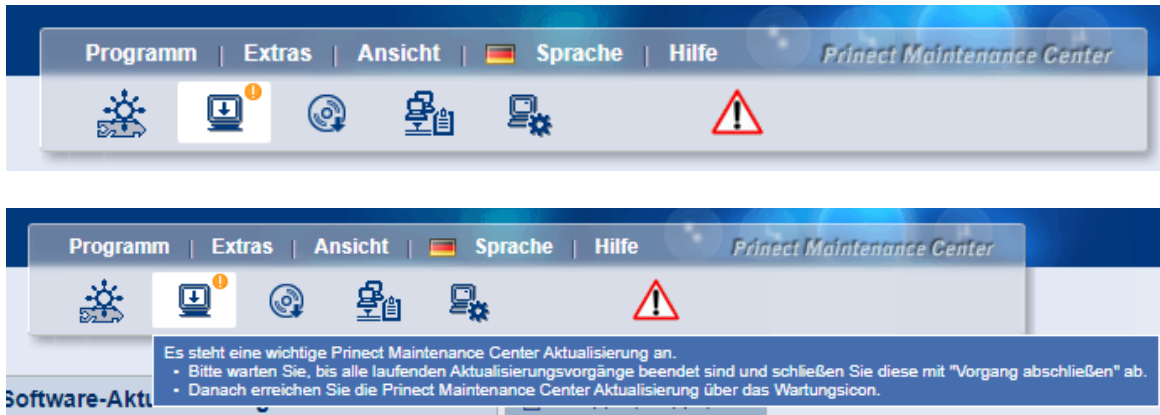 Programm | Extras | Ansicht | Sprache | Hilfe Prinect Maintenance Center
Programm | Extras | Ansicht | Sprache | Hilfe Prinect Maintenance Center
Es steht eine wichtige Prinect Maintenance Center Aktualisierung an.
• Bitte warten Sie, bis alle laufenden Aktualisierungsvorgänge beendet sind und schließen Sie diese mit "Vorgang abschließen" ab.
• Danach erreichen Sie die Prinect Maintenance Center Aktualisierung über das Wartungsicon.
Software-Aktu